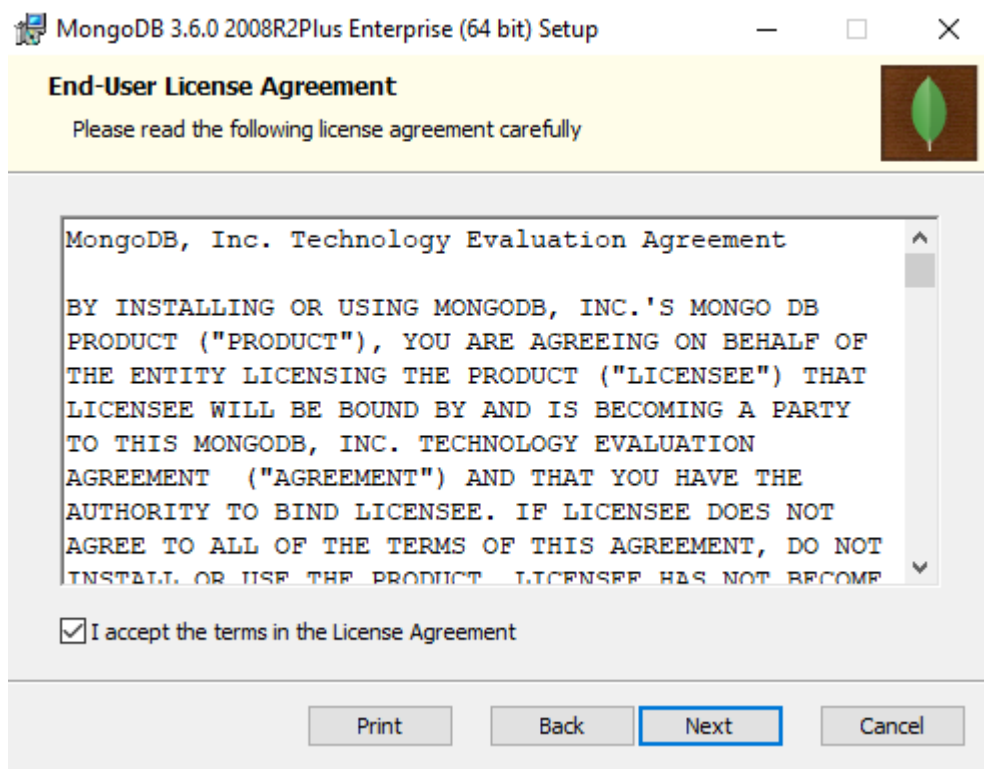 MongoDB 3.6.0 2008R2Plus Enterprise (64 bit) Setup
End-User License Agreement
Please read the following license agreement carefully
MongoDB, Inc. Technology Evaluation Agreement
BY INSTALLING OR USING MONGODB, INC.'S MONGO DB
PRODUCT ("PRODUCT"), YOU ARE AGREEING ON BEHALF OF
THE ENTITY LICENSING THE PRODUCT ("LICENSEE") THAT
LICENSEE WILL BE BOUND BY AND IS BECOMING A PARTY
TO THIS MONGODB, INC. TECHNOLOGY EVALUATION
AGREEMENT  ("AGREEMENT") AND THAT YOU HAVE THE
AUTHORITY TO BIND LICENSEE. IF LICENSEE DOES NOT
AGREE TO ALL OF THE TERMS OF THIS AGREEMENT, DO NOT
INSTALL OR USE THE PRODUCT. LICENSEE HAS NOT BECOME
I accept the terms in the License Agreement
Print
Back
Next
Cancel